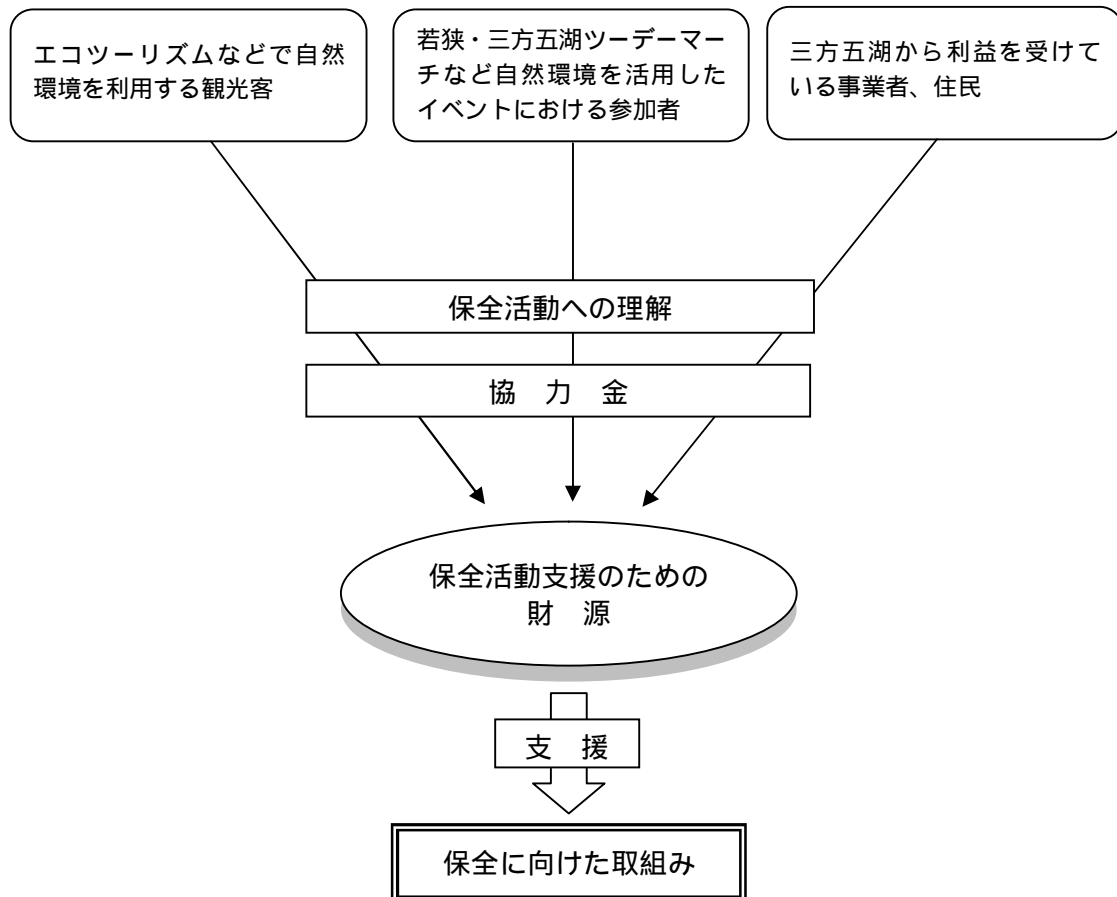 エコツーリズムなどで自然
環境を利用する観光客
若狭・三方五湖ツーデーマー
チなど自然環境を活用した
イベントにおける参加者
三方五湖から利益を受けて
いる事業者、住民
保全活動への理解
協　力　金
保全活動支援のための
財　源
支　援
保全に向けた取組み